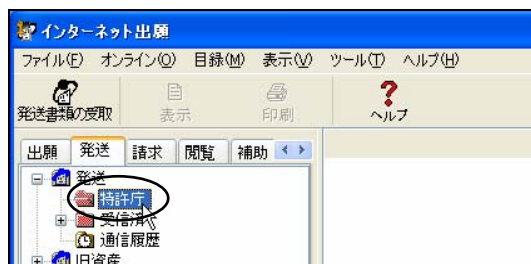 インターネット出願
ファイル(F) オンライン(O) 目録(M) 表示(V) ツール(T) ヘルプ(H)
発送書類の受取 表示 印刷 ヘルプ
出願 発送 請求 閲覧 補助
発送
特許庁
受信済
通信履歴
旧資産